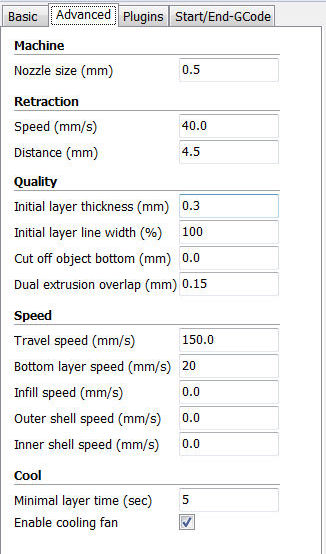 Basic Advanced Plugins Start/End-GCode
Machine
Nozzle size (mm) 0.5
Retraction
Speed (mm/s) 40.0
Distance (mm) 4.5
Quality
Initial layer thickness (mm) 0.3
Initial layer line width (%) 100
Cut off object bottom (mm) 0.0
Dual extrusion overlap (mm) 0.15
Speed
Travel speed (mm/s) 150.0
Bottom layer speed (mm/s) 20
Infill speed (mm/s) 0.0
Outer shell speed (mm/s) 0.0
Inner shell speed (mm/s) 0.0
Cool
Minimal layer time (sec) 5
Enable cooling fan